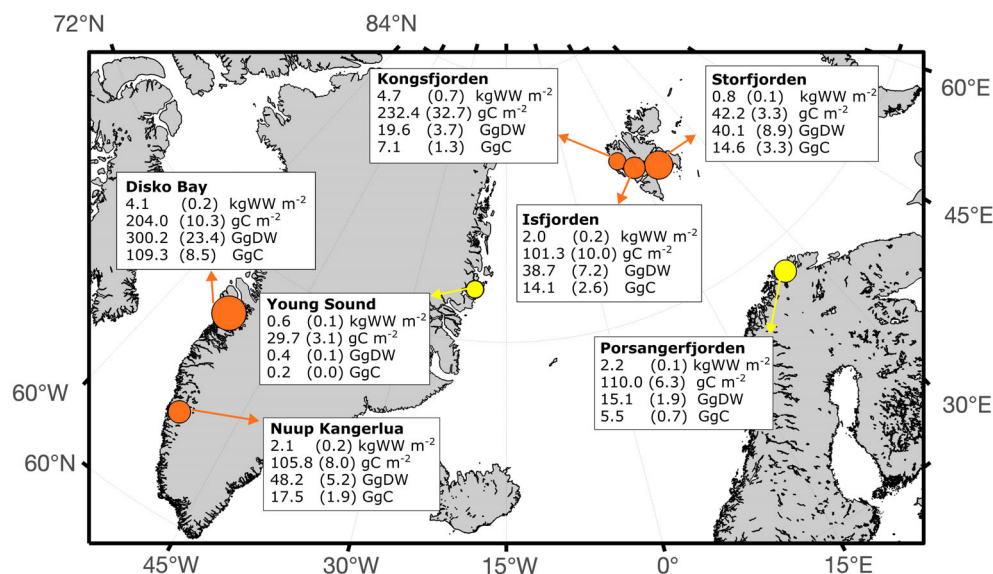 72°N
84°N
Kongsfjorden
4.7 (0.7) kgWW m-2
232.4 (32.7) gC m-2
19.6 (3.7) GgDW
7.1 (1.3) GgC
Storfjorden
0.8 (0.1) kgWW m-2
42.2 (3.3) gC m-2
40.1 (8.9) GgDW
14.6 (3.3) GgC
60°E
Disko Bay
4.1 (0.2) kgWW m-2
204.0 (10.3) gC m-2
300.2 (23.4) GgDW
109.3 (8.5) GgC
Isfjorden
2.0 (0.2) kgWW m-2
101.3 (10.0) gC m-2
38.7 (7.2) GgDW
14.1 (2.6) GgC
45°E
Young Sound
0.6 (0.1) kgWW m-2
29.7 (3.1) gC m-2
0.4 (0.1) GgDW
0.2 (0.0) GgC
Porsangerfjorden
2.2 (0.1) kgWW m-2
110.0 (6.3) gC m-2
15.1 (1.9) GgDW
5.5 (0.7) GgC
60°W
30°E
Nuup Kangerlua
2.1 (0.2) kgWW m-2
105.8 (8.0) gC m-2
48.2 (5.2) GgDW
17.5 (1.9) GgC
60°N
45°W
30°W
15°W
0°
15°E